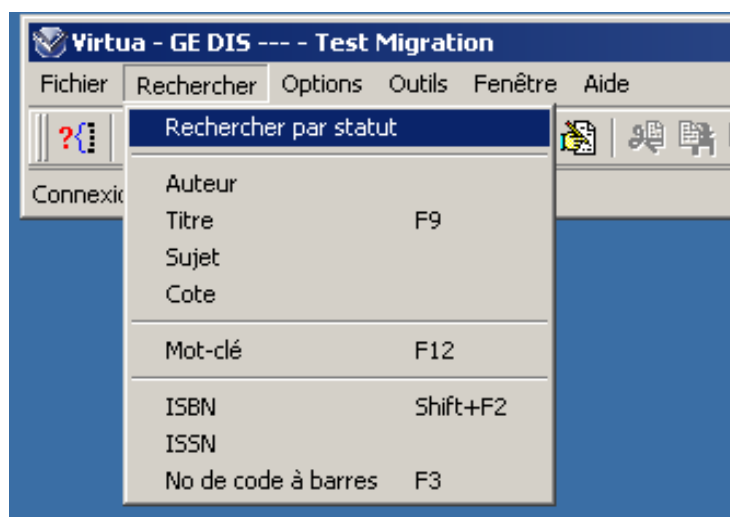 Virtua - GE DIS ---- - Test Migration
Fichier Rechercher Options Outils Fenêtre Aide
?{
Rechercher par statut
Connexio
Auteur
Titre F9
Sujet
Cote
Mot-clé F12
ISBN Shift+F2
ISSN
No de code à barres F3